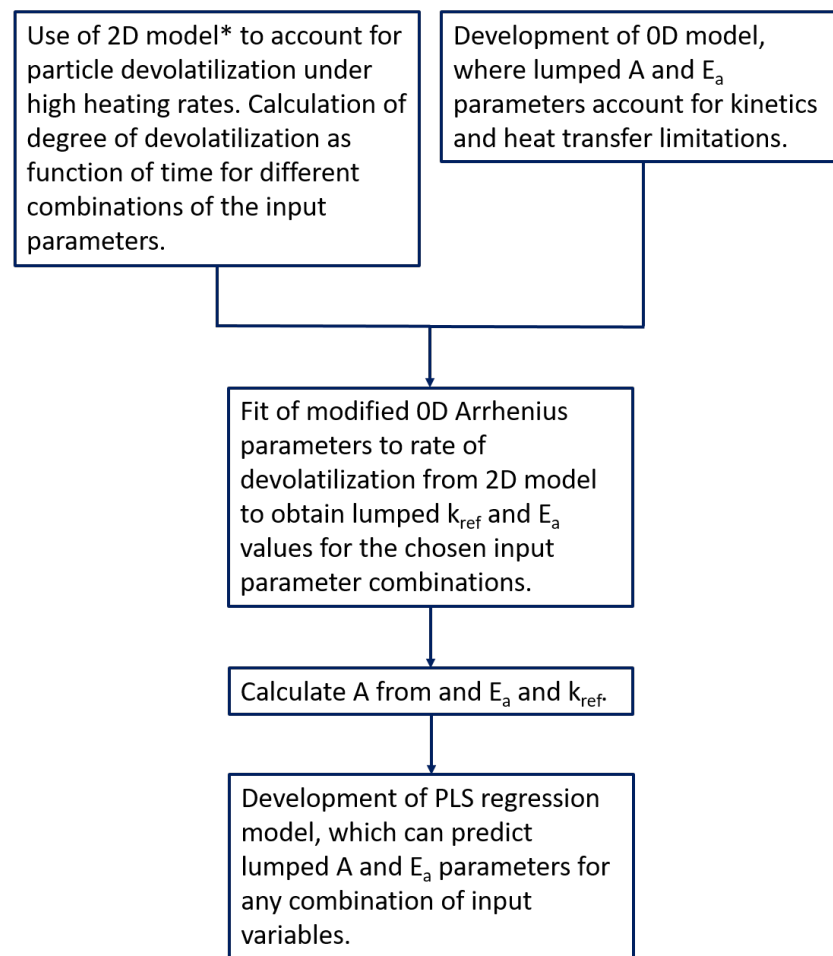 Use of 2D model* to account for
particle devolatilization under
high heating rates. Calculation of
degree of devolatilization as
function of time for different
combinations of the input
parameters.
Development of 0D model,
where lumped A and Eₐ
parameters account for kinetics
and heat transfer limitations.
Fit of modified 0D Arrhenius
parameters to rate of
devolatilization from 2D model
to obtain lumped k_ref and Eₐ
values for the chosen input
parameter combinations.
Calculate A from and Eₐ and k_ref.
Development of PLS regression
model, which can predict
lumped A and Eₐ parameters for
any combination of input
variables.